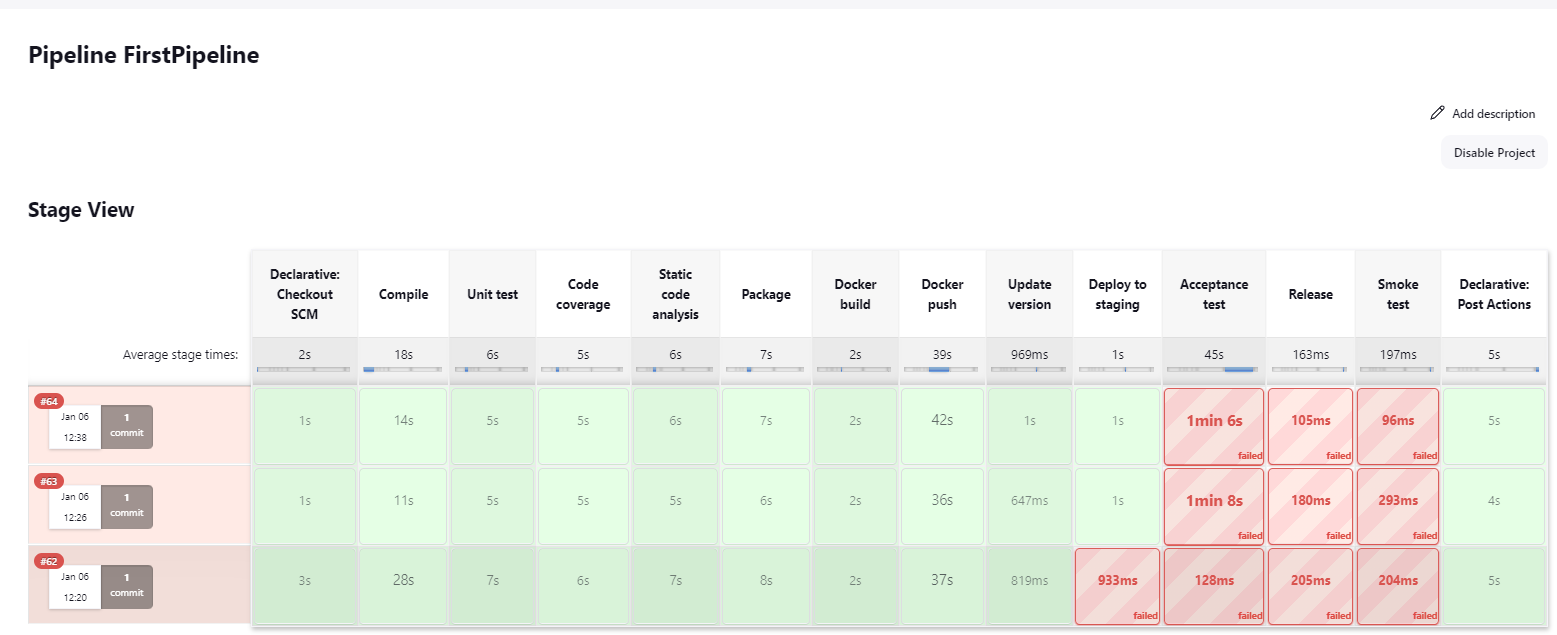 Pipeline FirstPipeline
Add description
Disable Project
Stage View
Declarative: Checkout SCM Compile Unit test Code coverage Static code analysis Package Docker build Docker push Update version Deploy to staging Acceptance test Release Smoke test Declarative: Post Actions
Average stage times: 2s 18s 6s 5s 6s 7s 2s 39s 969ms 1s 45s 163ms 197ms 5s
#64
Jan 06 12:38 1 commit 1s 14s 5s 5s 6s 7s 2s 42s 1s 1s 1min 6s failed 105ms failed 96ms failed 5s
#63
Jan 06 12:26 1 commit 1s 11s 5s 5s 5s 6s 2s 36s 647ms 1s 1min 8s failed 180ms failed 293ms failed 4s
#62
Jan 06 12:20 1 commit 3s 28s 7s 6s 7s 8s 2s 37s 819ms 933ms failed 128ms failed 205ms failed 204ms failed 5s